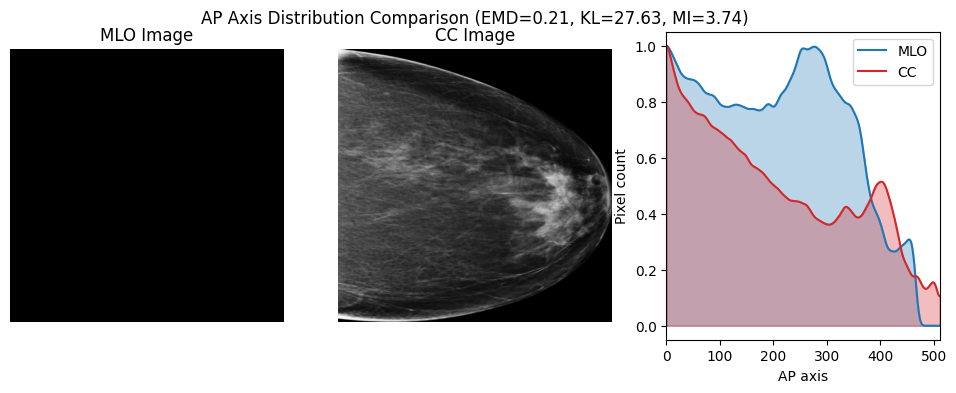 AP Axis Distribution Comparison (EMD=0.21, KL=27.63, MI=3.74)
MLO Image
CC Image
MLO
CC
Pixel count
1.0
0.8
0.6
0.4
0.2
0.0
0 100 200 300 400 500
AP axis